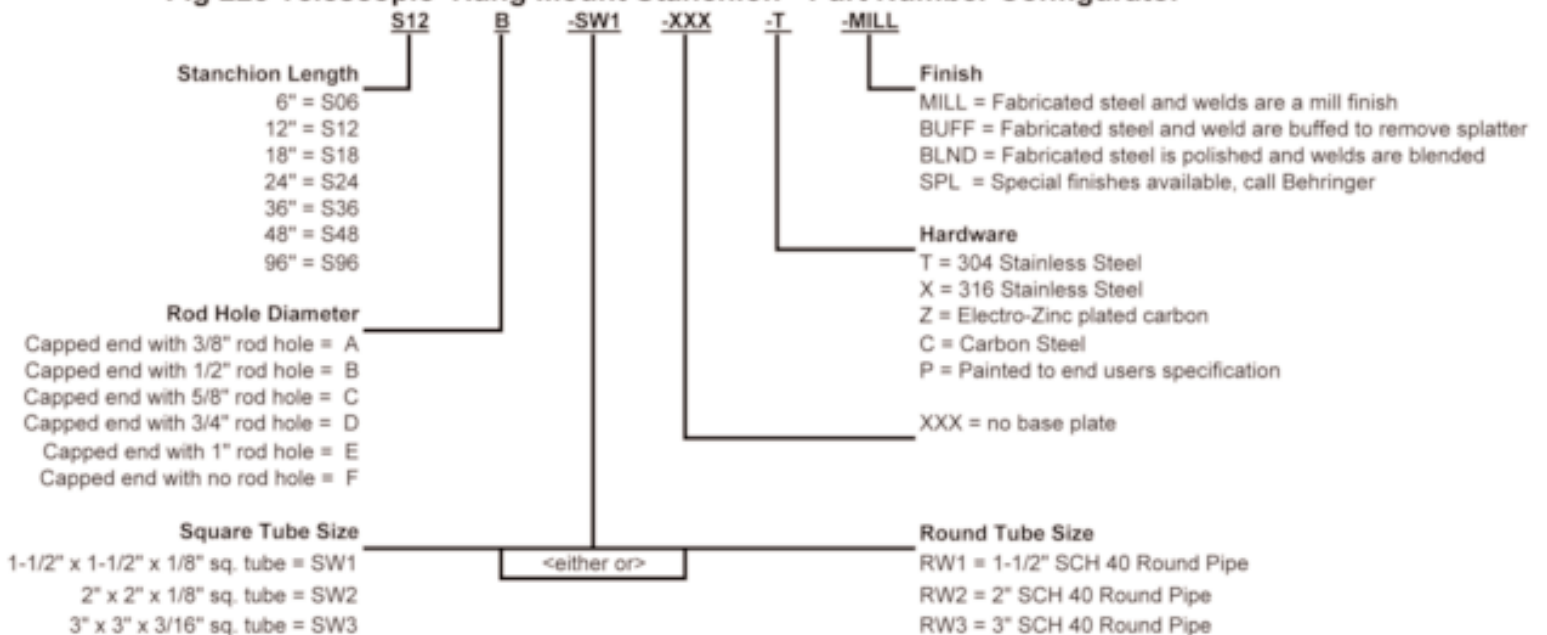 S12 B -SW1 -XXX -T -MILL
Stanchion Length
6" = S06
12" = S12
18" = S18
24" = S24
36" = S36
48" = S48
96" = S96
Rod Hole Diameter
Capped end with 3/8" rod hole = A
Capped end with 1/2" rod hole = B
Capped end with 5/8" rod hole = C
Capped end with 3/4" rod hole = D
Capped end with 1" rod hole = E
Capped end with no rod hole = F
Square Tube Size
1-1/2" x 1-1/2" x 1/8" sq. tube = SW1
2" x 2" x 1/8" sq. tube = SW2
3" x 3" x 3/16" sq. tube = SW3
<either or>
Finish
MILL = Fabricated steel and welds are a mill finish
BUFF = Fabricated steel and weld are buffed to remove splatter
BLND = Fabricated steel is polished and welds are blended
SPL = Special finishes available, call Behringer
Hardware
T = 304 Stainless Steel
X = 316 Stainless Steel
Z = Electro-Zinc plated carbon
C = Carbon Steel
P = Painted to end users specification
XXX = no base plate
Round Tube Size
RW1 = 1-1/2" SCH 40 Round Pipe
RW2 = 2" SCH 40 Round Pipe
RW3 = 3" SCH 40 Round Pipe